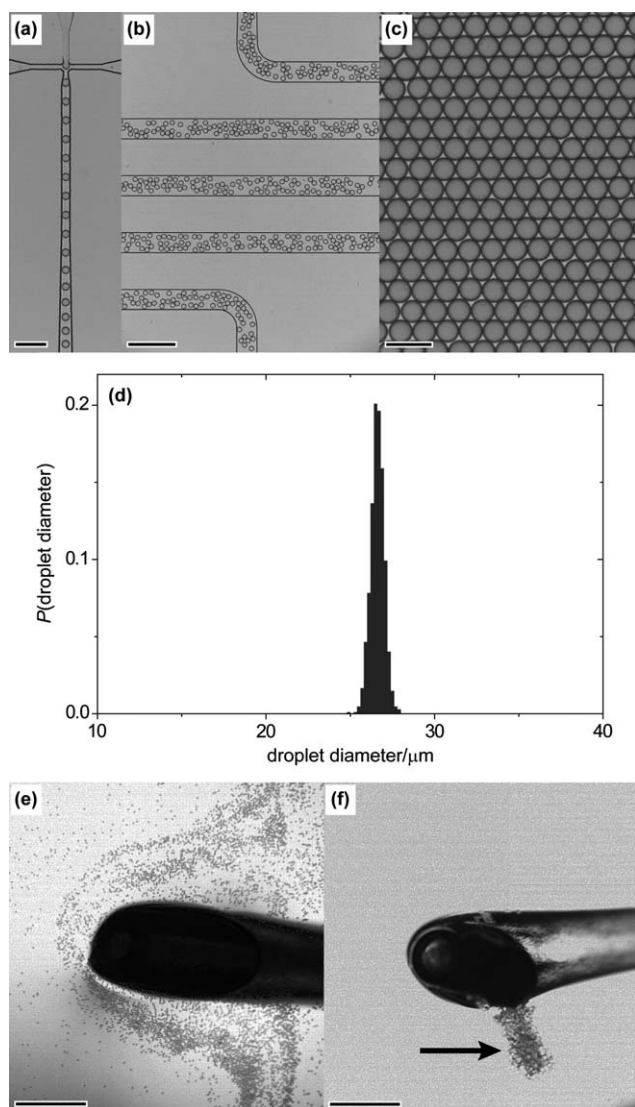 (a)
(b)
(c)
(d)
0.2
0.1
0.0
P(droplet diameter)
10
20
30
40
droplet diameter/μm
(e)
(f)